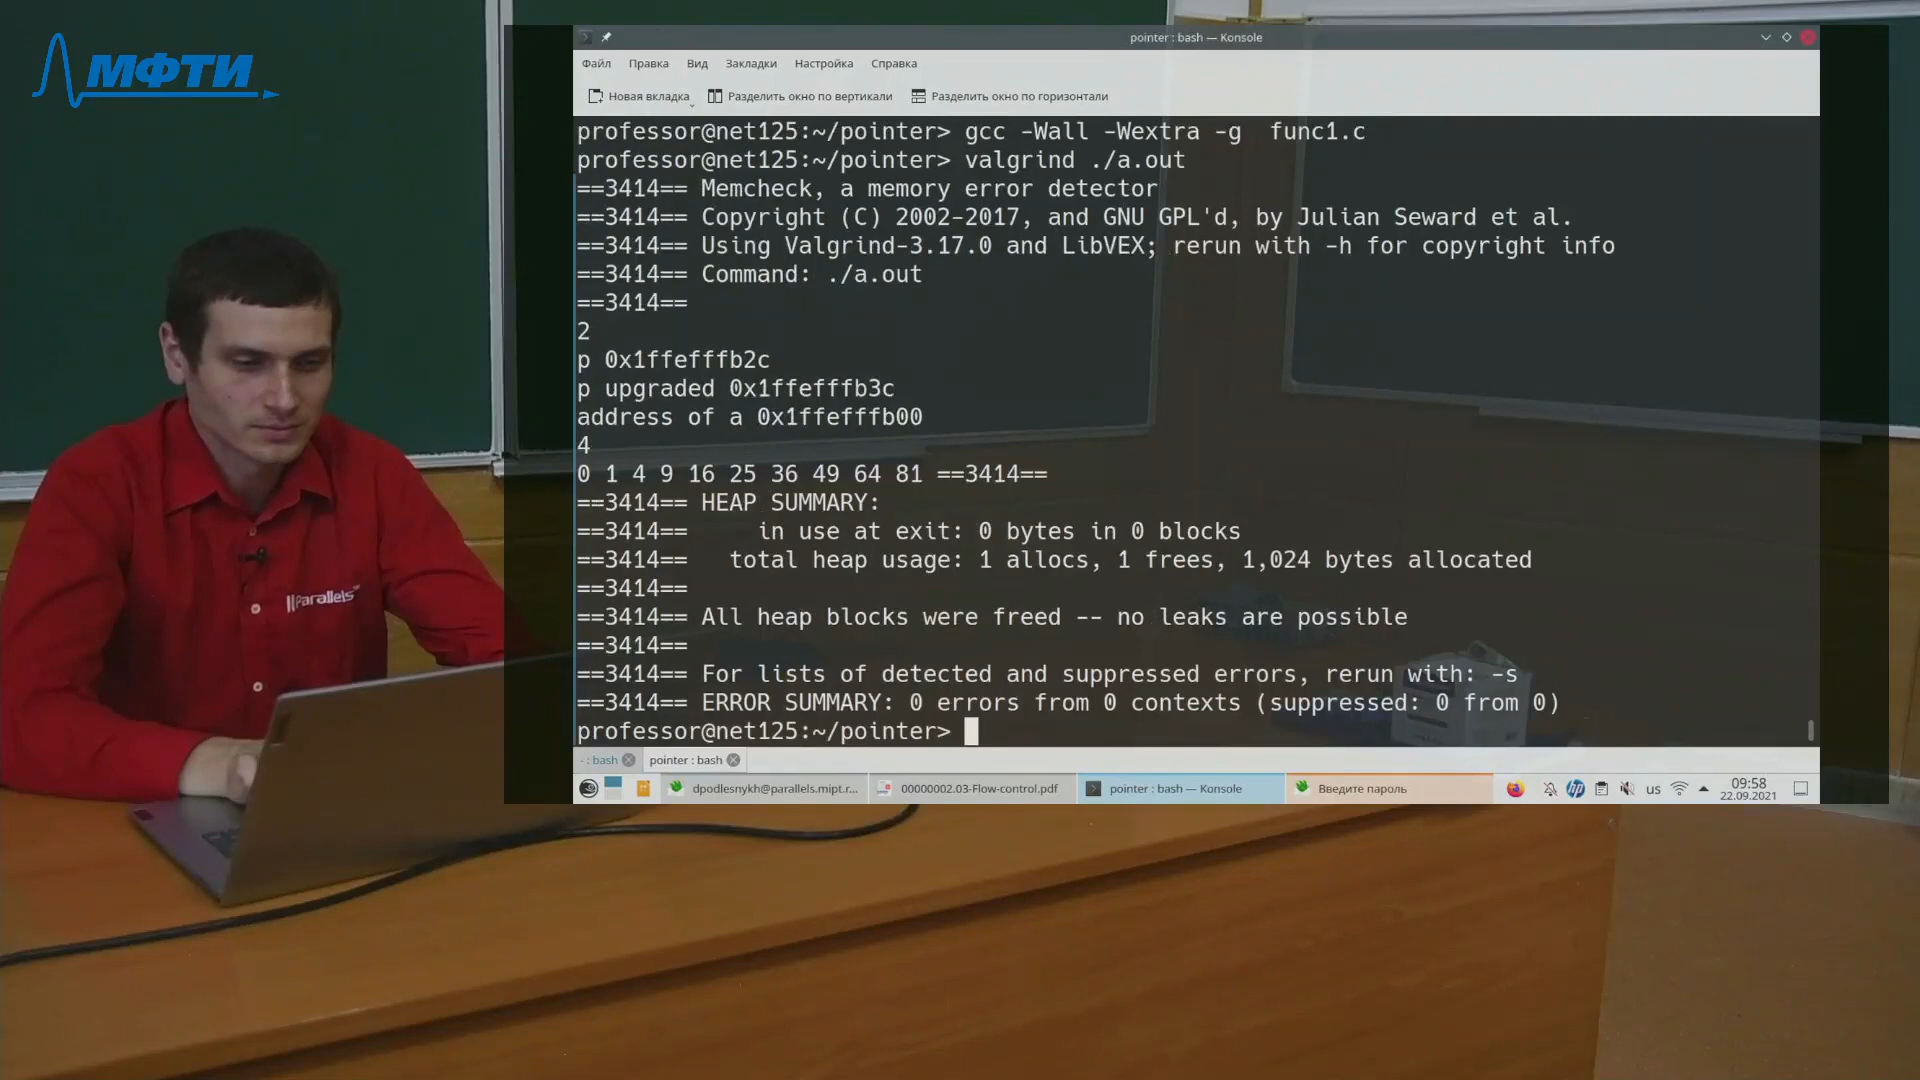 МФТИ
pointer : bash — Konsole
Файл Правка Вид Закладки Настройка Справка
Новая вкладка Разделить окно по вертикали Разделить окно по горизонтали
professor@net125:~/pointer> gcc -Wall -Wextra -g  func1.c
professor@net125:~/pointer> valgrind ./a.out
==3414== Memcheck, a memory error detector
==3414== Copyright (C) 2002-2017, and GNU GPL'd, by Julian Seward et al.
==3414== Using Valgrind-3.17.0 and LibVEX; rerun with -h for copyright info
==3414== Command: ./a.out
==3414==
2
p 0x1ffefffb2c
p upgraded 0x1ffefffb3c
address of a 0x1ffefffb00
4
0 1 4 9 16 25 36 49 64 81 ==3414==
==3414== HEAP SUMMARY:
==3414==     in use at exit: 0 bytes in 0 blocks
==3414==   total heap usage: 1 allocs, 1 frees, 1,024 bytes allocated
==3414==
==3414== All heap blocks were freed -- no leaks are possible
==3414==
==3414== For lists of detected and suppressed errors, rerun with: -s
==3414== ERROR SUMMARY: 0 errors from 0 contexts (suppressed: 0 from 0)
professor@net125:~/pointer>
- : bash pointer : bash
dpodlesnykh@parallels.mipt.r... 00000002.03-Flow-control.pdf pointer : bash — Konsole Введите пароль us 09:58
22.09.2021
Parallels